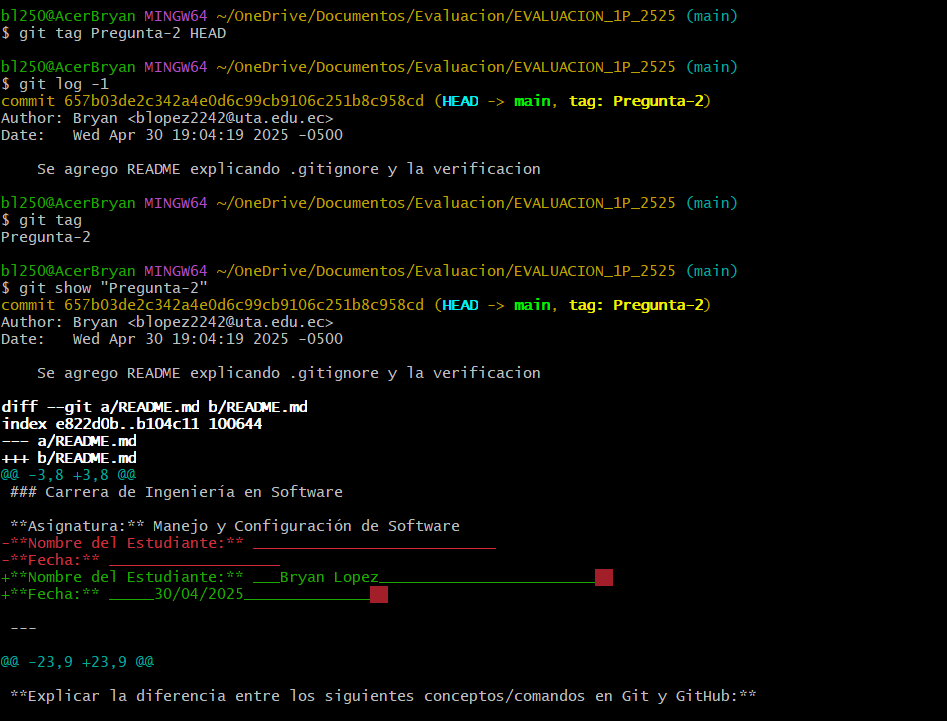 bl250@AcerBryan MINGW64 ~/OneDrive/Documentos/Evaluacion/EVALUACION_1P_2525 (main)
$ git tag Pregunta-2 HEAD
bl250@AcerBryan MINGW64 ~/OneDrive/Documentos/Evaluacion/EVALUACION_1P_2525 (main)
$ git log -1
commit 657b03de2c342a4e0d6c99cb9106c251b8c958cd (HEAD -> main, tag: Pregunta-2)
Author: Bryan <blopez2242@uta.edu.ec>
Date:   Wed Apr 30 19:04:19 2025 -0500
    Se agrego README explicando .gitignore y la verificacion
bl250@AcerBryan MINGW64 ~/OneDrive/Documentos/Evaluacion/EVALUACION_1P_2525 (main)
$ git tag
Pregunta-2
bl250@AcerBryan MINGW64 ~/OneDrive/Documentos/Evaluacion/EVALUACION_1P_2525 (main)
$ git show "Pregunta-2"
commit 657b03de2c342a4e0d6c99cb9106c251b8c958cd (HEAD -> main, tag: Pregunta-2)
Author: Bryan <blopez2242@uta.edu.ec>
Date:   Wed Apr 30 19:04:19 2025 -0500
    Se agrego README explicando .gitignore y la verificacion
diff --git a/README.md b/README.md
index e822d0b..b104c11 100644
--- a/README.md
+++ b/README.md
@@ -3,8 +3,8 @@
 ### Carrera de Ingeniería en Software
 **Asignatura:** Manejo y Configuración de Software
-**Nombre del Estudiante:** ___________________________
-**Fecha:** ___________________
+**Nombre del Estudiante:** ___Bryan Lopez________________________
+**Fecha:** _____30/04/2025______________
 ---
@@ -23,9 +23,9 @@
 **Explicar la diferencia entre los siguientes conceptos/comandos en Git y GitHub:**